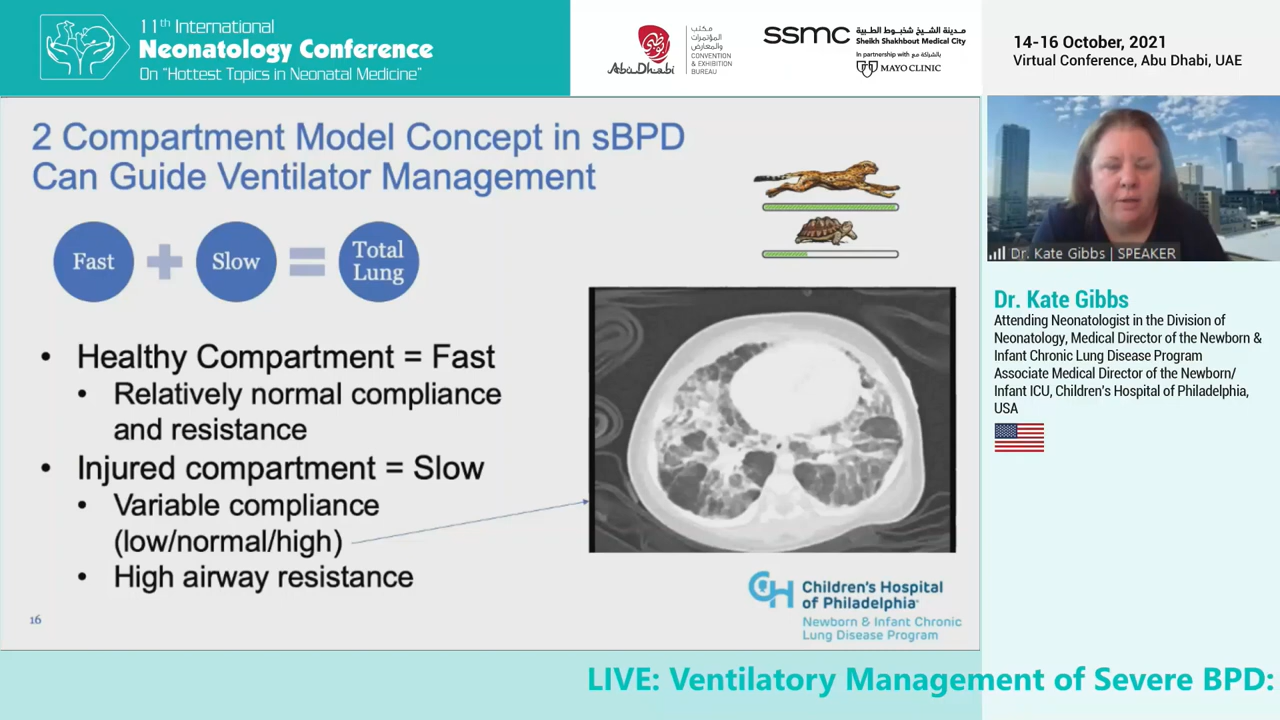 11th International
Neonatology Conference
On “Hottest Topics in Neonatal Medicine”
أبوظبي
Abu Dhabi
مكتب
المؤتمرات
والمعارض
CONVENTION
& EXHIBITION
BUREAU
ssmc مدينة الشيخ شخبوط الطبية
Sheikh Shakhbout Medical City
In partnership with بالشراكة مع
MAYO CLINIC
14-16 October, 2021
Virtual Conference, Abu Dhabi, UAE
2 Compartment Model Concept in sBPD
Can Guide Ventilator Management
Fast + Slow = Total
Lung
• Healthy Compartment = Fast
• Relatively normal compliance
and resistance
• Injured compartment = Slow
• Variable compliance
(low/normal/high)
• High airway resistance
16
Children's Hospital
of Philadelphia
Newborn & Infant Chronic
Lung Disease Program
Dr. Kate Gibbs | SPEAKER
Dr. Kate Gibbs
Attending Neonatologist in the Division of
Neonatology, Medical Director of the Newborn &
Infant Chronic Lung Disease Program
Associate Medical Director of the Newborn/
Infant ICU, Children's Hospital of Philadelphia,
USA
LIVE: Ventilatory Management of Severe BPD: